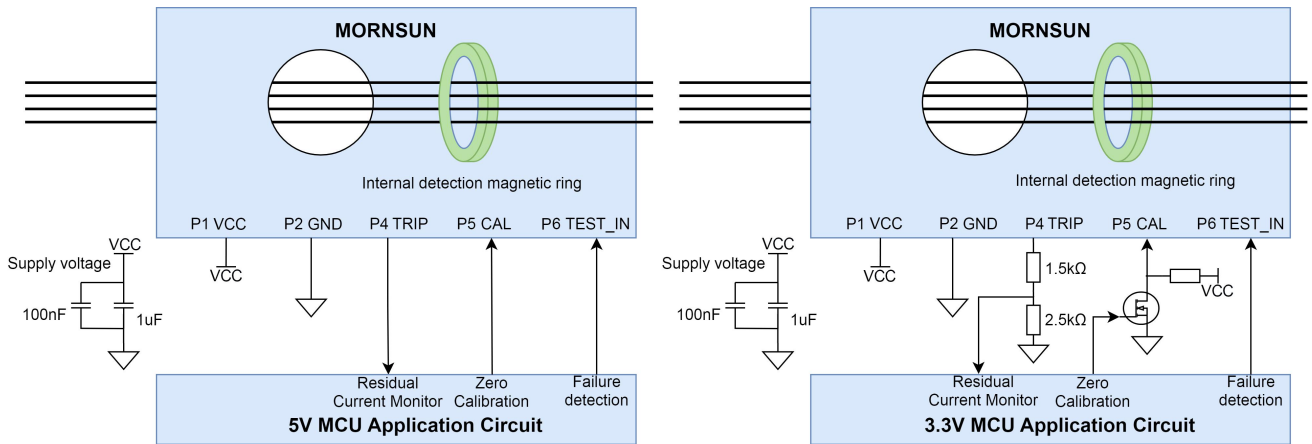 MORNSUN
Internal detection magnetic ring
P1 VCC
P2 GND
P4 TRIP
P5 CAL
P6 TEST_IN
VCC
Supply voltage
VCC
100nF
1uF
Residual
Current Monitor
Zero
Calibration
Failure
detection
5V MCU Application Circuit
MORNSUN
Internal detection magnetic ring
P1 VCC
P2 GND
P4 TRIP
P5 CAL
P6 TEST_IN
VCC
Supply voltage
VCC
1.5kΩ
VCC
100nF
1uF
2.5kΩ
Residual
Current Monitor
Zero
Calibration
Failure
detection
3.3V MCU Application Circuit